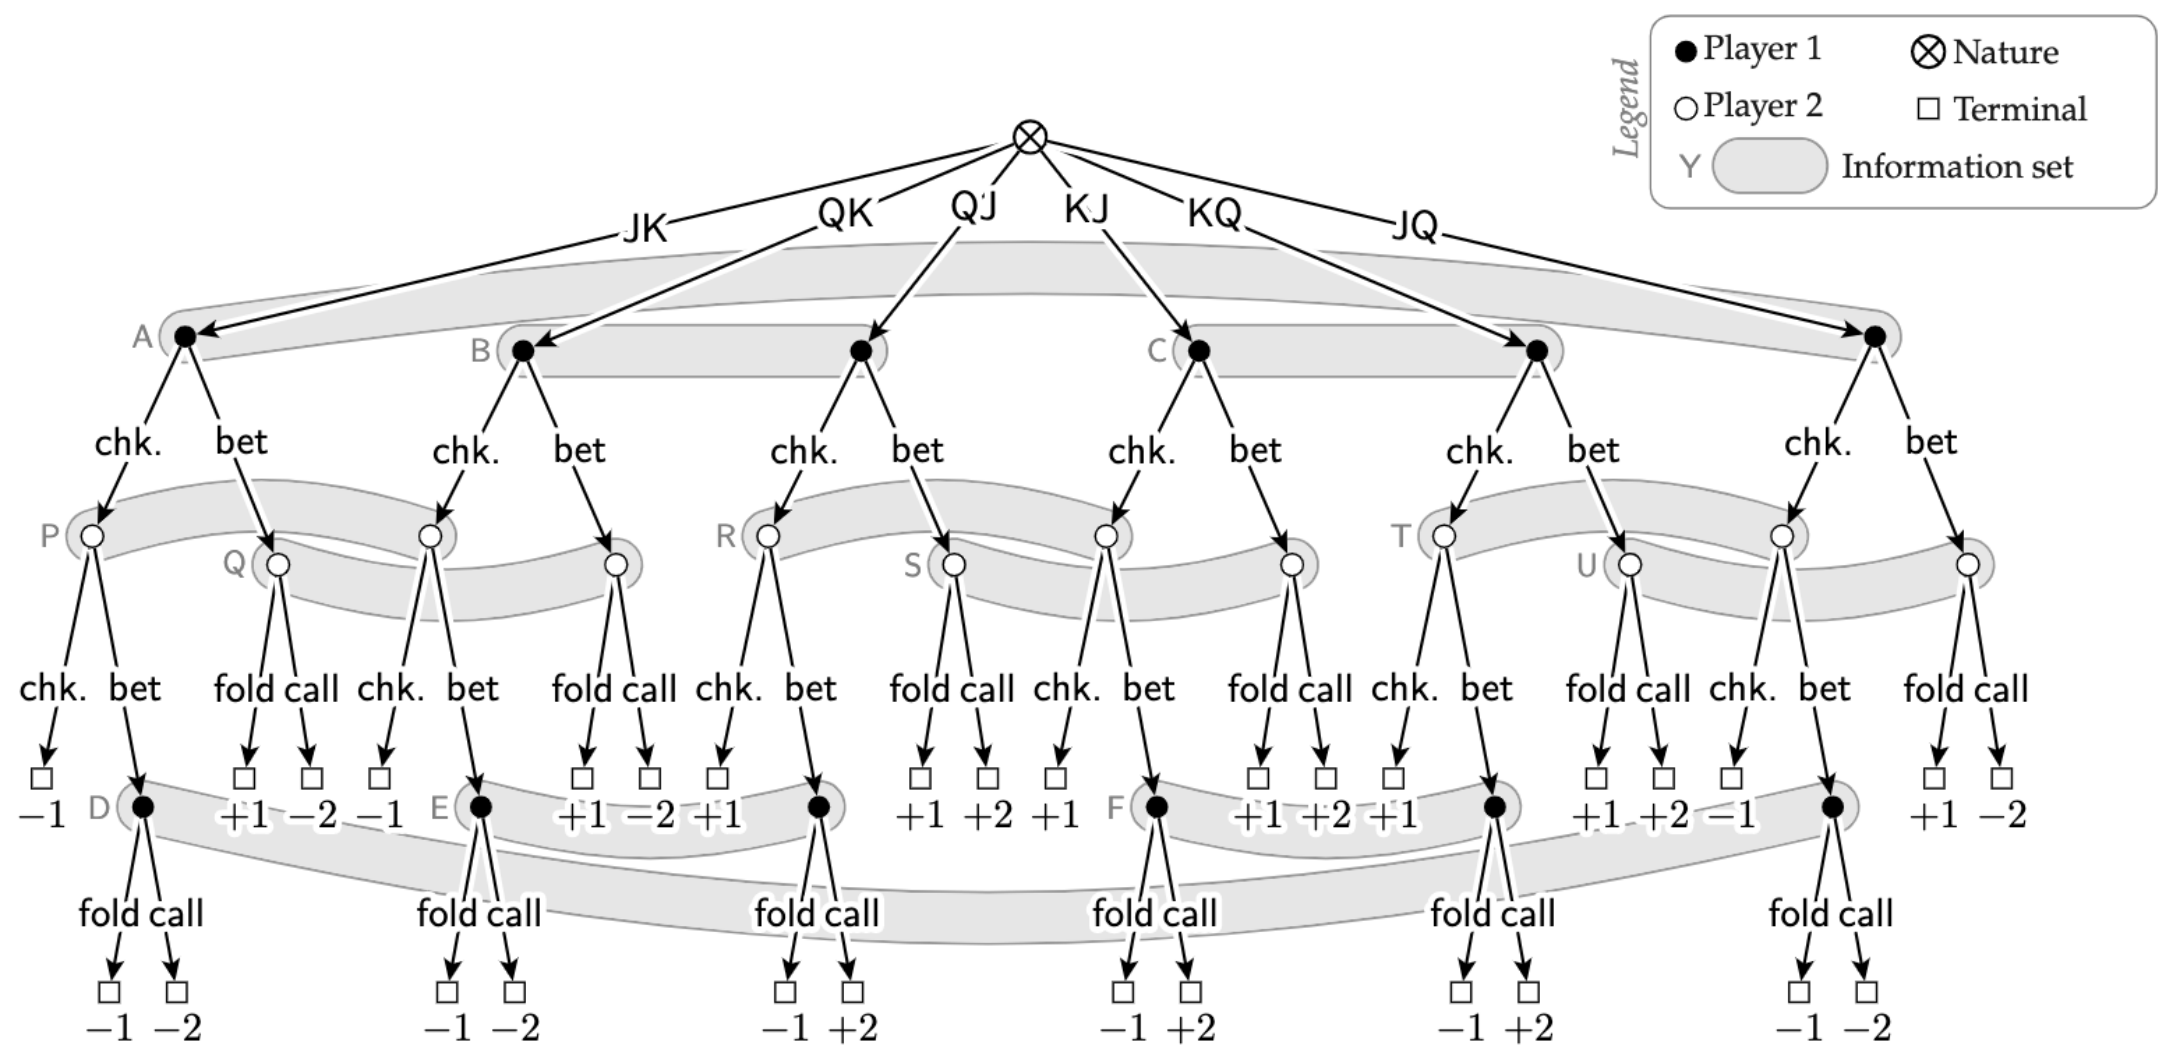 Legend
Player 1 Nature
Player 2 Terminal
Y Information set
JK QK QJ KJ KQ JQ
A B C
chk. bet chk. bet chk. bet chk. bet chk. bet chk. bet
P Q R S T U
chk. bet fold call chk. bet fold call chk. bet fold call chk. bet fold call chk. bet fold call chk. bet fold call
−1 D +1 −2 −1 E +1 −2 +1 +1 +2 +1 F +1 +2 +1 +1 +2 −1 +1 −2
fold call fold call fold call fold call fold call fold call
−1 −2 −1 −2 −1 +2 −1 +2 −1 +2 −1 −2